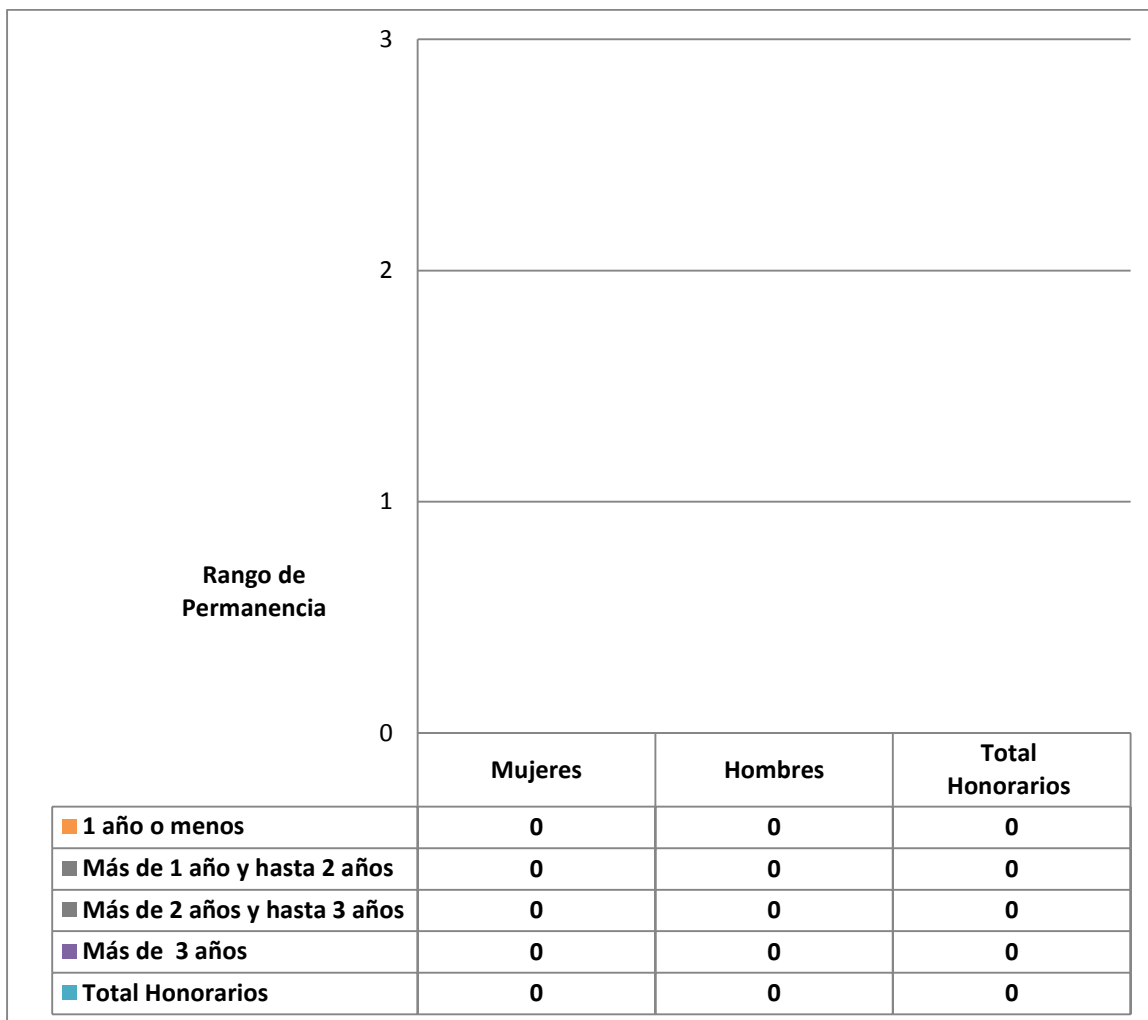 3
2
1
Rango de
Permanencia
0
Mujeres Hombres Total
Honorarios
1 año o menos 0 0 0
Más de 1 año y hasta 2 años 0 0 0
Más de 2 años y hasta 3 años 0 0 0
Más de  3 años 0 0 0
Total Honorarios 0 0 0